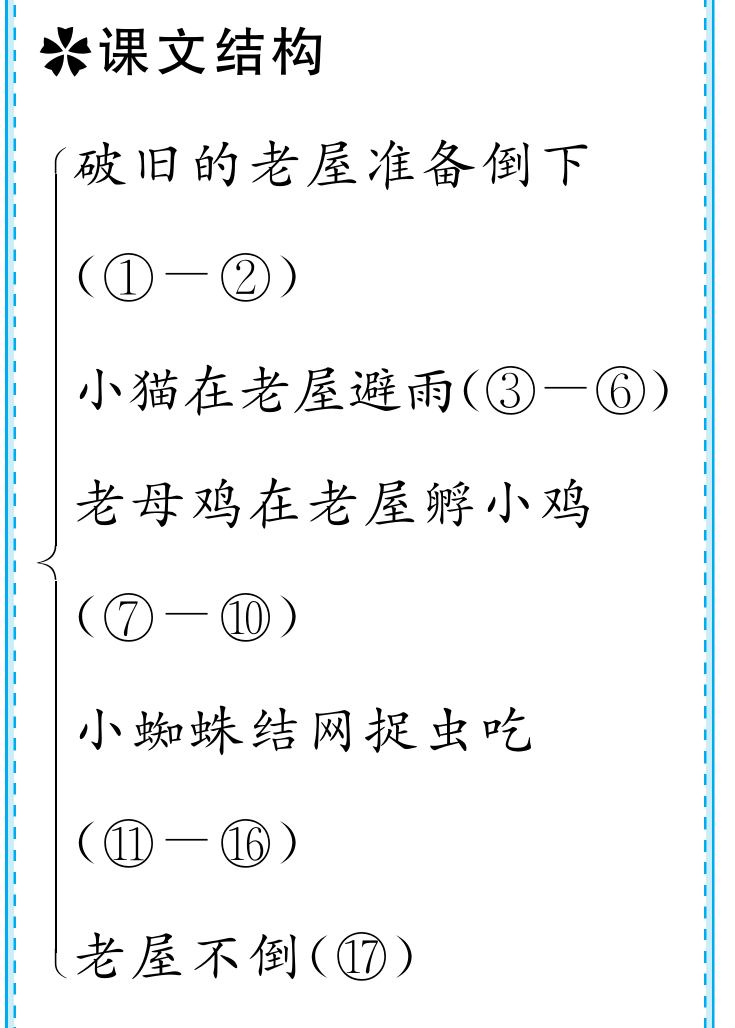 课文结构
破旧的老屋准备倒下
(①—②)
小猫在老屋避雨(③—⑥)
老母鸡在老屋孵小鸡
(⑦—⑩)
小蜘蛛结网捉虫吃
(⑪—⑯)
老屋不倒(⑰)